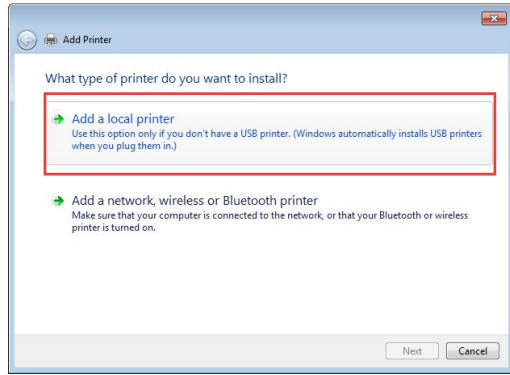 Add Printer
What type of printer do you want to install?
Add a local printer
Use this option only if you don't have a USB printer. (Windows automatically installs USB printers
when you plug them in.)
Add a network, wireless or Bluetooth printer
Make sure that your computer is connected to the network, or that your Bluetooth or wireless
printer is turned on.
Next Cancel